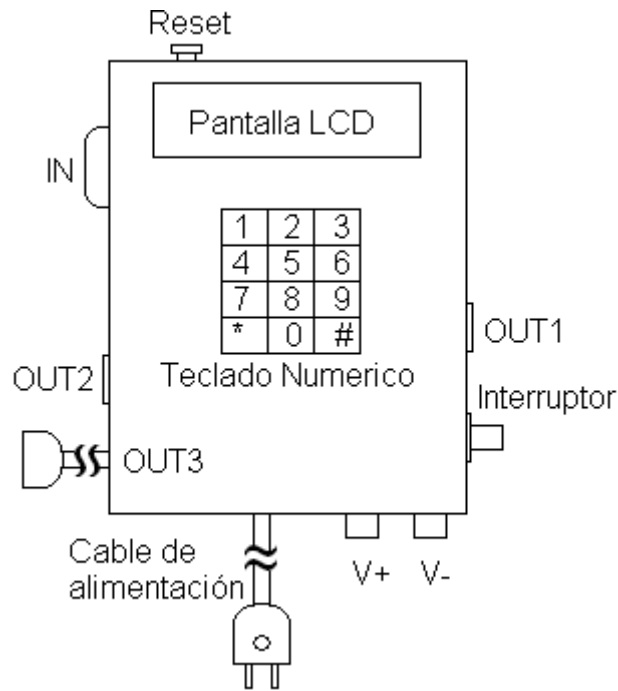 Reset
Pantalla LCD
IN
1 2 3
4 5 6
7 8 9
* 0 #
OUT1
Teclado Numerico
OUT2
Interruptor
OUT3
Cable de
alimentación
V+ V-